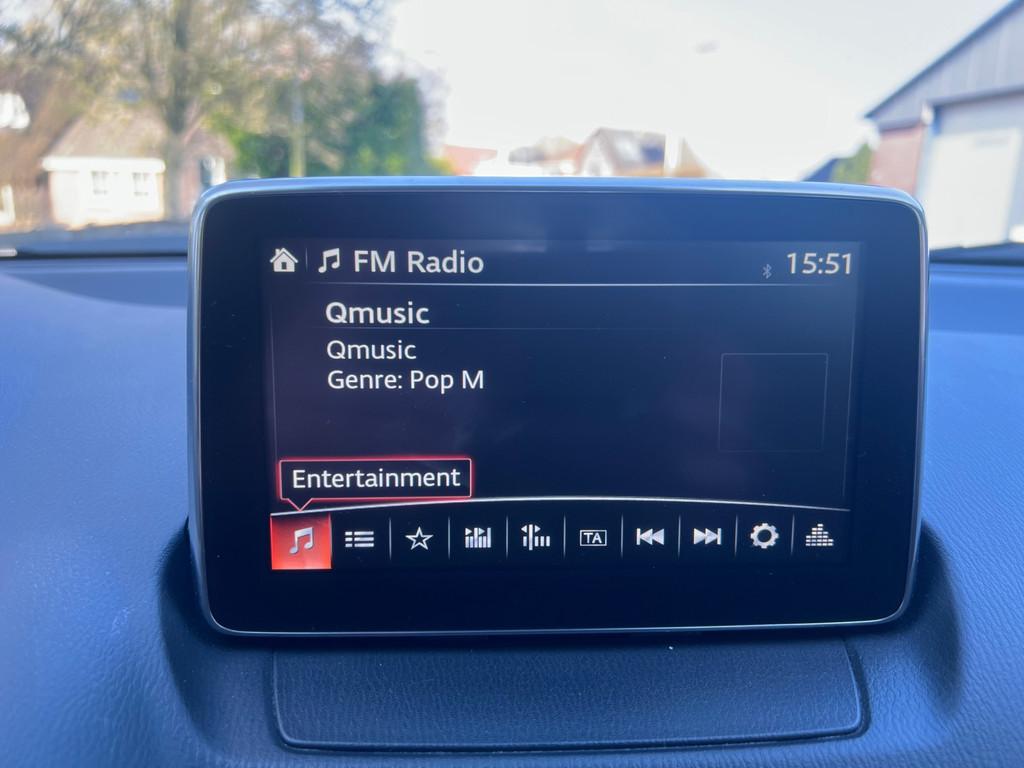 FM Radio
15:51
Qmusic
Qmusic
Genre: Pop M
Entertainment
TA